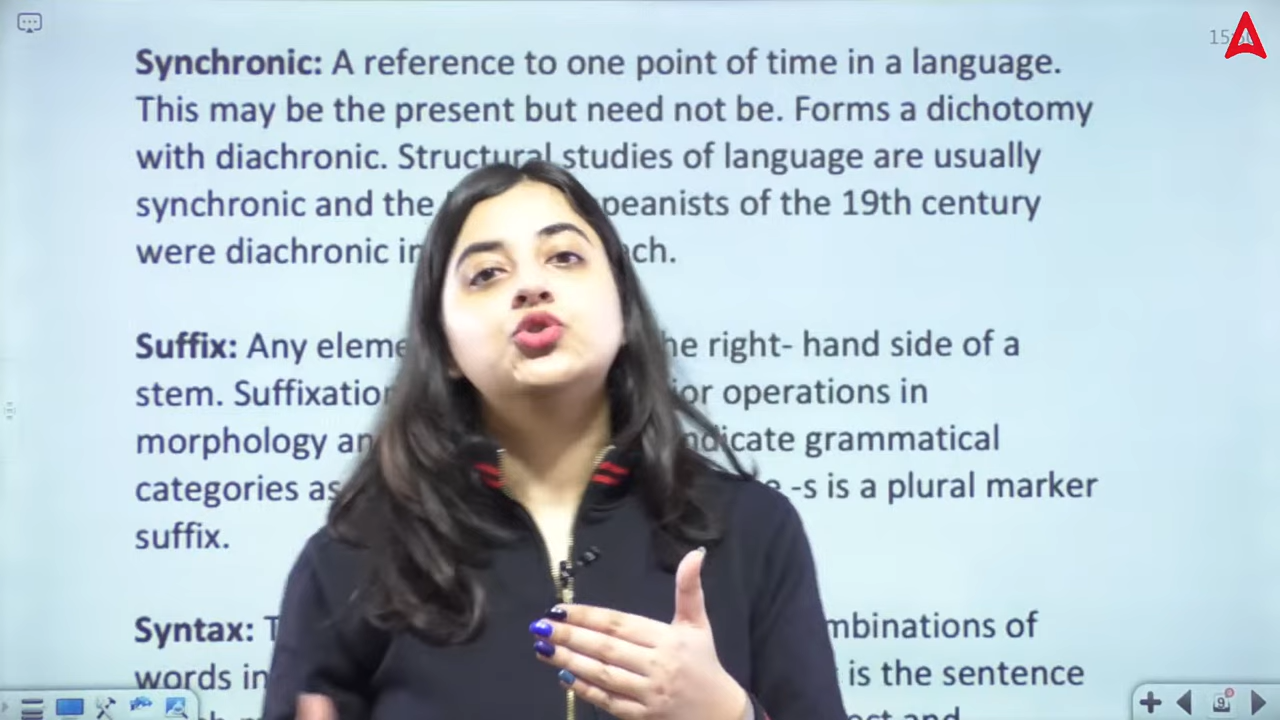 15
Synchronic: A reference to one point of time in a language.
This may be the present but need not be. Forms a dichotomy
with diachronic. Structural studies of language are usually
synchronic and the peanists of the 19th century
were diachronic in ch.
Suffix: Any eleme he right- hand side of a
stem. Suffixation or operations in
morphology an ndicate grammatical
categories as -s is a plural marker
suffix.
Syntax: T mbinations of
words in is the sentence
and